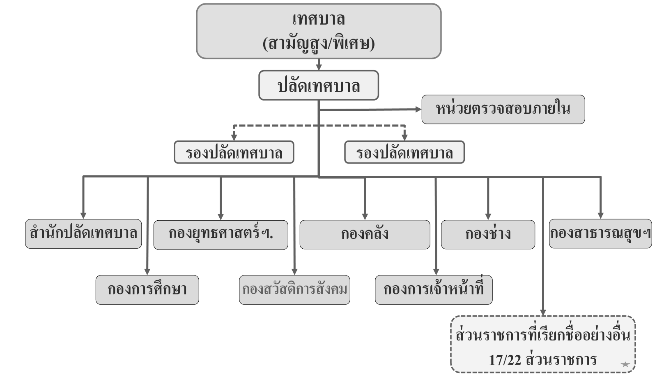 เทศบาล
(สามัญสูง/พิเศษ)
ปลัดเทศบาล
หน่วยตรวจสอบภายใน
รองปลัดเทศบาล
รองปลัดเทศบาล
สำนักปลัดเทศบาล
กองยุทธศาสตร์ฯ.
กองคลัง
กองช่าง
กองสาธารณสุขฯ
กองการศึกษา
กองสวัสดิการสังคม
กองการเจ้าหน้าที่
ส่วนราชการที่เรียกชื่ออย่างอื่น
17/22 ส่วนราชการ